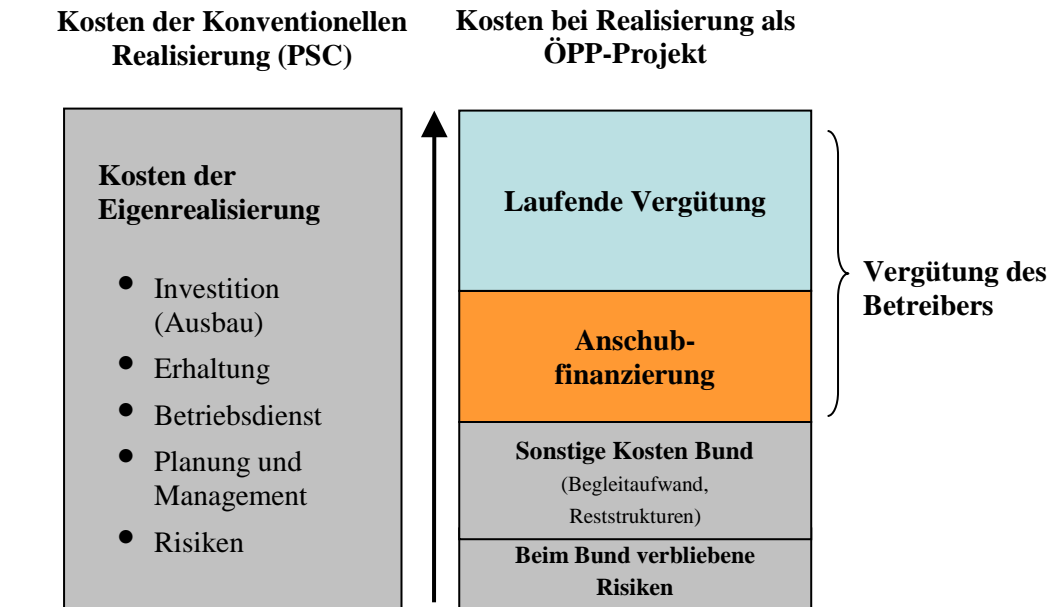 Kosten der Konventionellen
Realisierung (PSC)
Kosten der
Eigenrealisierung
• Investition
(Ausbau)
• Erhaltung
• Betriebsdienst
• Planung und
Management
• Risiken
Kosten bei Realisierung als
ÖPP-Projekt
Laufende Vergütung
Anschub-
finanzierung
Sonstige Kosten Bund
(Begleitaufwand,
Reststrukturen)
Beim Bund verbliebene
Risiken
Vergütung des
Betreibers